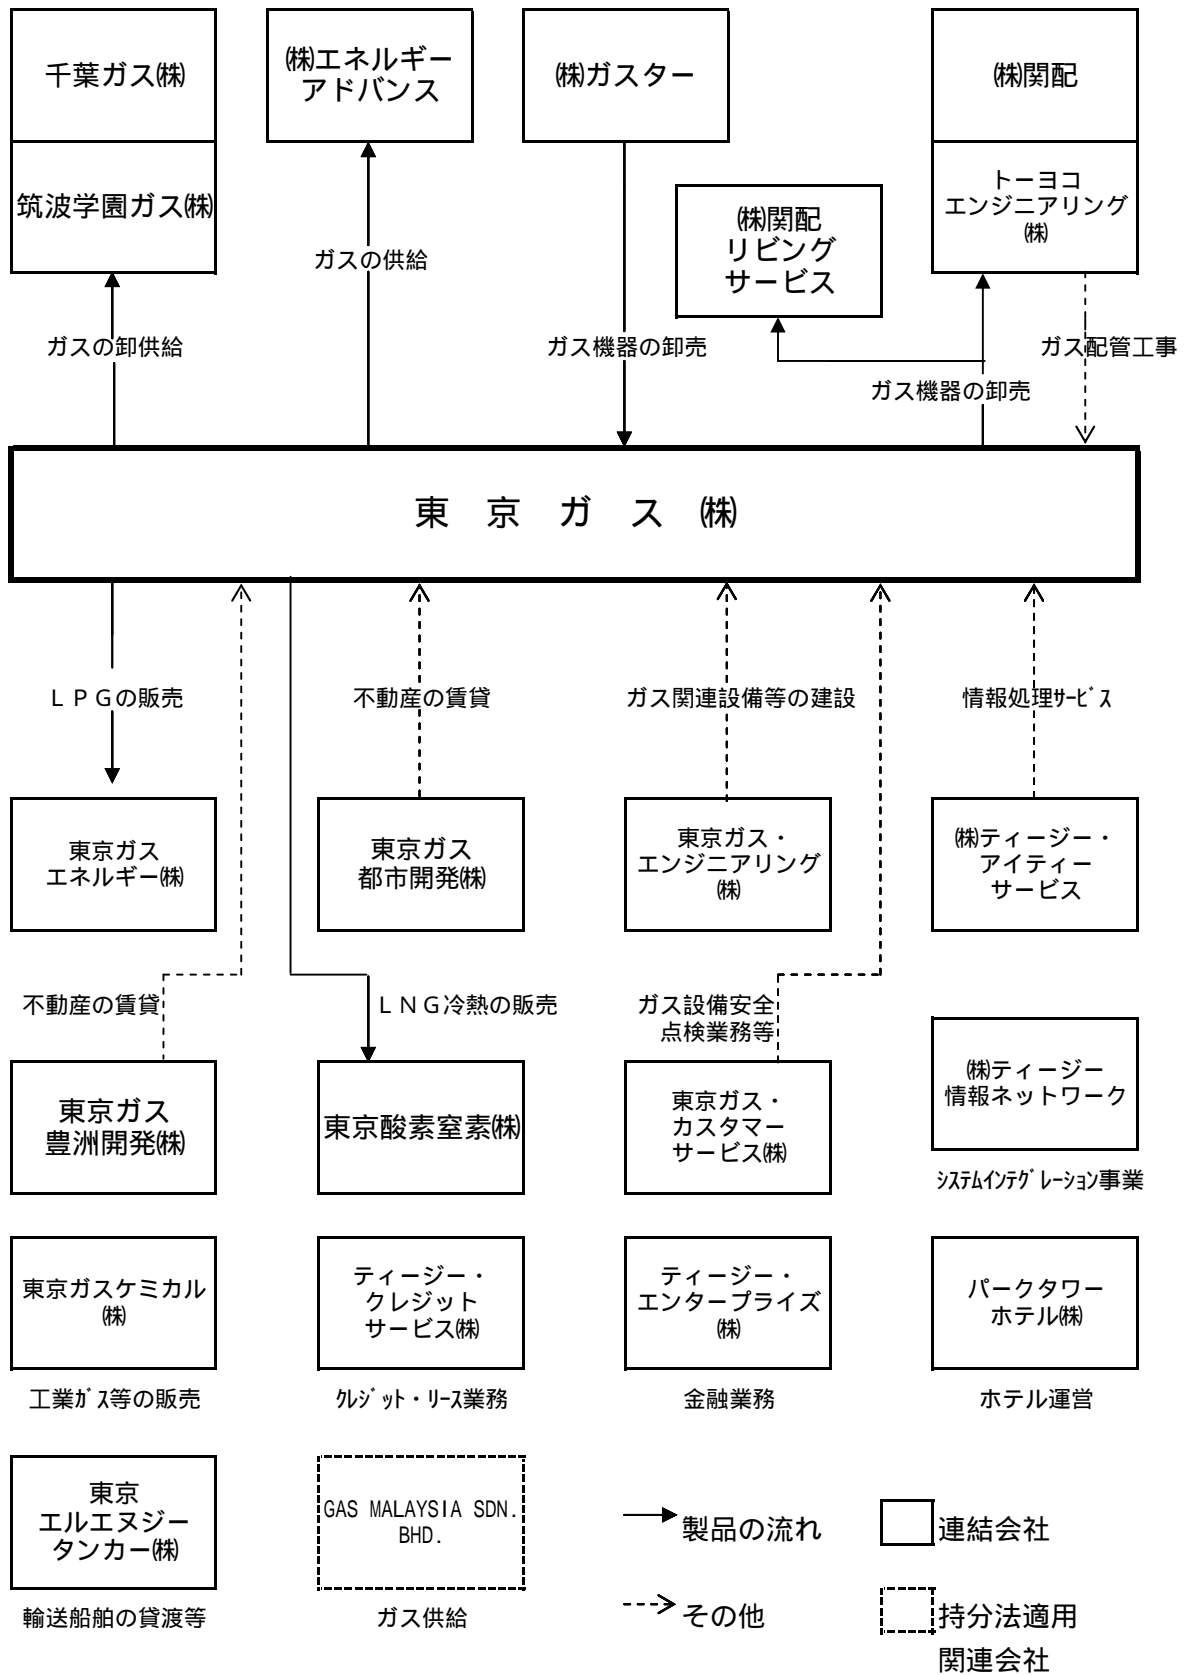 千葉ガス㈱
㈱エネルギー
アドバンス
㈱ガスター
㈱関配
筑波学園ガス㈱
㈱関配
リビング
サービス
トーヨコ
エンジニアリング
㈱
ガスの供給
ガスの卸供給
ガス機器の卸売
ガス配管工事
ガス機器の卸売
東 京 ガ ス ㈱
ＬＰＧの販売
不動産の賃貸
ガス関連設備等の建設
情報処理ｻｰﾋﾞｽ
東京ガス
エネルギー㈱
東京ガス
都市開発㈱
東京ガス・
エンジニアリング
㈱
㈱ティージー・
アイティー
サービス
不動産の賃貸
ＬＮＧ冷熱の販売
ガス設備安全
点検業務等
東京ガス
豊洲開発㈱
東京酸素窒素㈱
東京ガス・
カスタマー
サービス㈱
㈱ティージー
情報ネットワーク
ｼｽﾃﾑｲﾝﾃｸﾞﾚｰｼｮﾝ事業
東京ガスケミカル
㈱
ティージー・
クレジット
サービス㈱
ティージー・
エンタープライズ
㈱
パークタワー
ホテル㈱
工業ｶﾞｽ等の販売
ｸﾚｼﾞｯﾄ・ﾘｰｽ業務
金融業務
ホテル運営
東京
エルエヌジー
タンカー㈱
GAS MALAYSIA SDN.
BHD.
製品の流れ
連結会社
輸送船舶の貸渡等
ガス供給
その他
持分法適用
関連会社